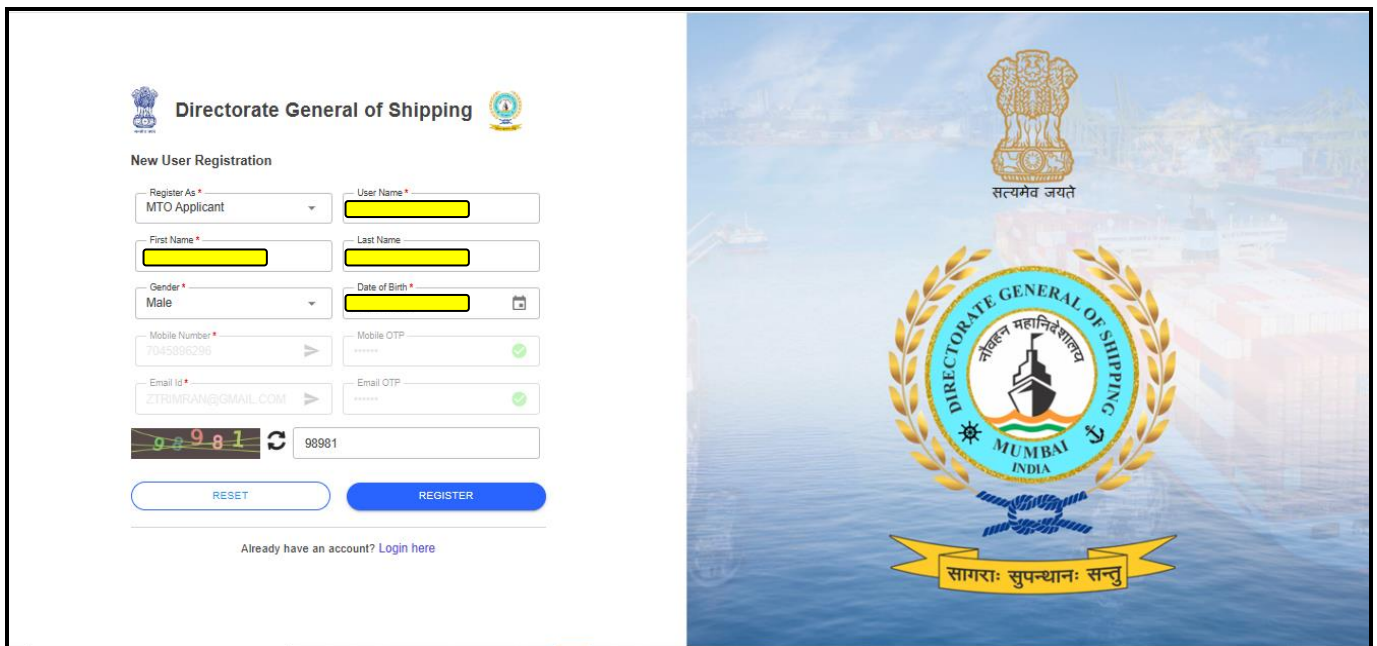 Directorate General of Shipping
New User Registration
Register As * User Name *
MTO Applicant
First Name * Last Name
Gender * Date of Birth *
Male
Mobile Number * Mobile OTP
7045896296 ······
Email Id * Email OTP
ZTRIMRAN@GMAIL.COM ······
98981 98981
RESET REGISTER
Already have an account? Login here
सत्यमेव जयते
DIRECTORATE GENERAL OF SHIPPING
नौवहन महानिदेशालय
MUMBAI
INDIA
सागराः सुपन्थानः सन्तु